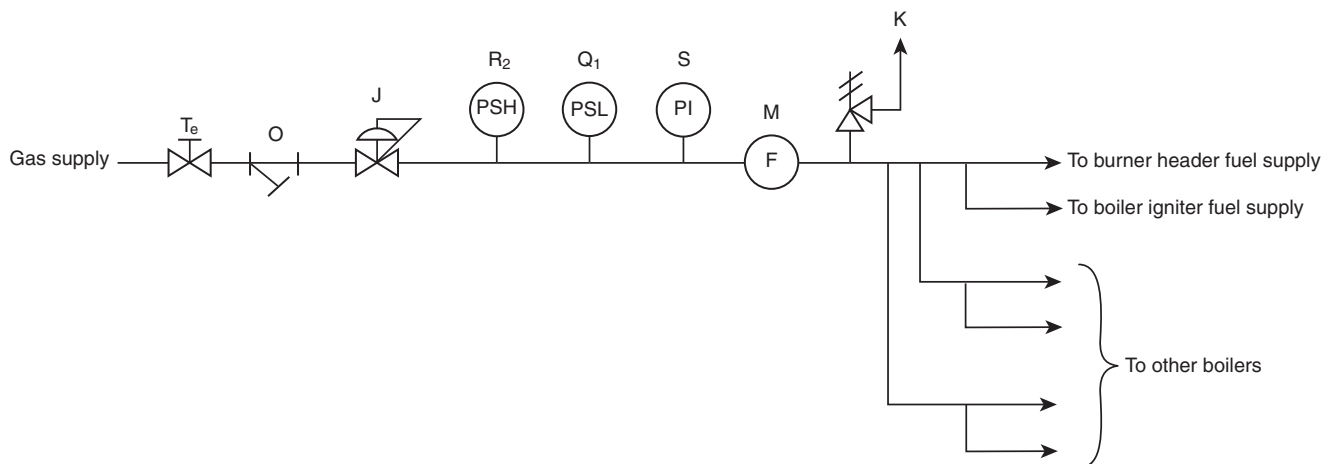 K
R₂ Q₁ S
J M
Tₑ O
PSH PSL PI
Gas supply
F
To burner header fuel supply
To boiler igniter fuel supply
To other boilers